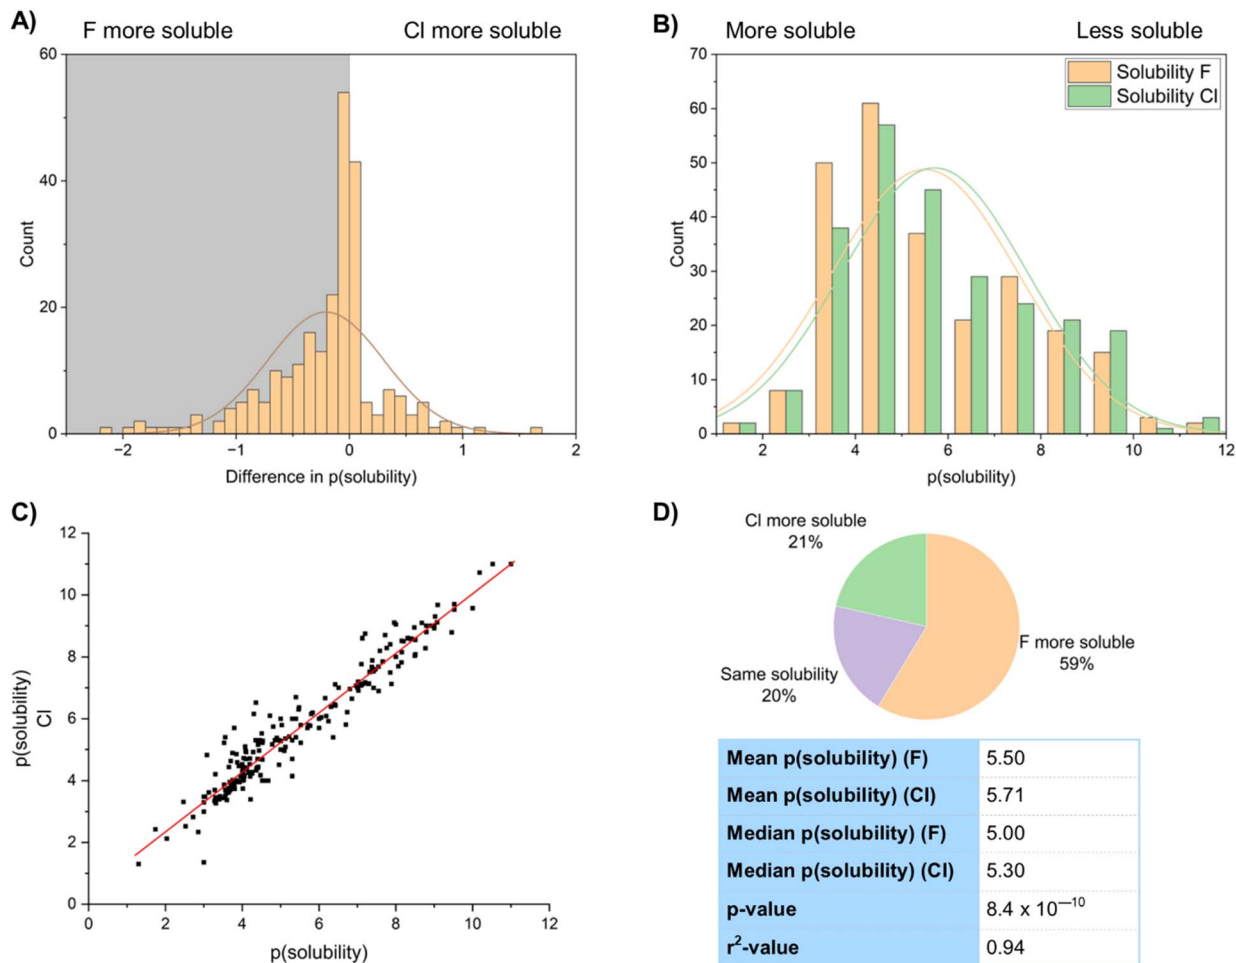 A)
F more soluble
Cl more soluble
60
40
20
0
Count
−2
−1
0
1
2
Difference in p(solubility)
B)
More soluble
Less soluble
Solubility F
Solubility Cl
70
60
50
40
30
20
10
0
Count
2
4
6
8
10
12
p(solubility)
C)
12
10
8
6
4
2
0
p(solubility)
Cl
0
2
4
6
8
10
12
p(solubility)
D)
Cl more soluble
21%
F more soluble
59%
Same solubility
20%
Mean p(solubility) (F) 5.50
Mean p(solubility) (Cl) 5.71
Median p(solubility) (F) 5.00
Median p(solubility) (Cl) 5.30
p-value 8.4 x 10⁻¹⁰
r²-value 0.94